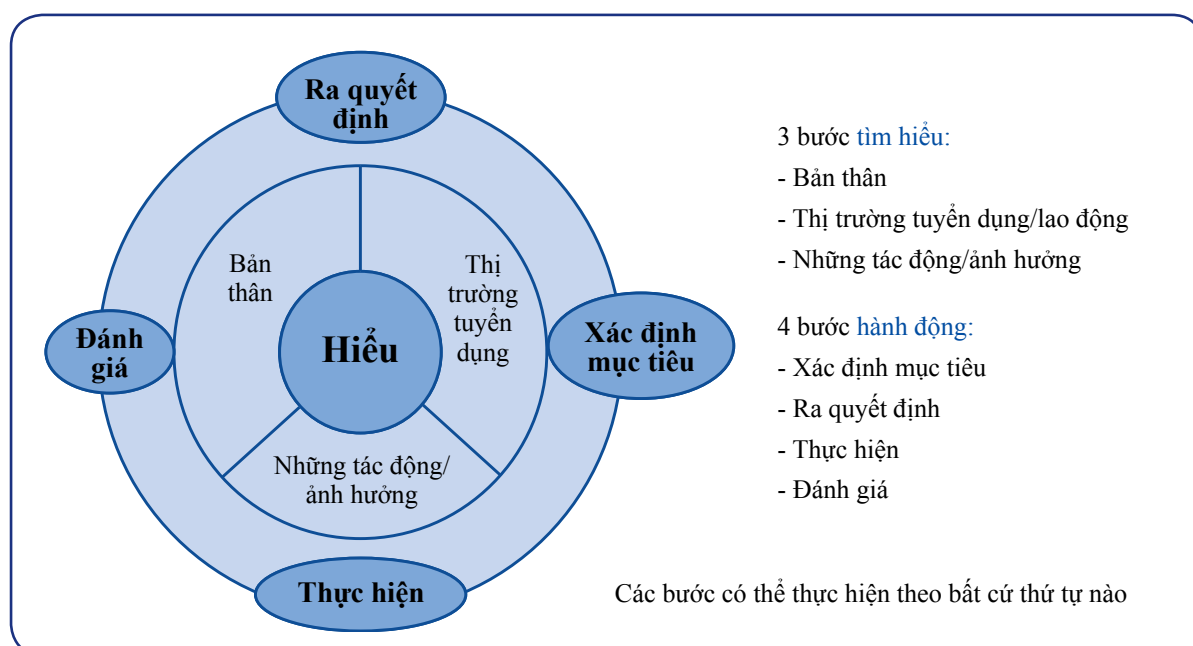 Ra quyết
định
Bản
thân
Thị
trường
tuyển
dụng
Hiểu
Đánh
giá
Xác định
mục tiêu
Những tác động/
ảnh hưởng
Thực hiện
3 bước tìm hiểu:
- Bản thân
- Thị trường tuyển dụng/lao động
- Những tác động/ảnh hưởng
4 bước hành động:
- Xác định mục tiêu
- Ra quyết định
- Thực hiện
- Đánh giá
Các bước có thể thực hiện theo bất cứ thứ tự nào